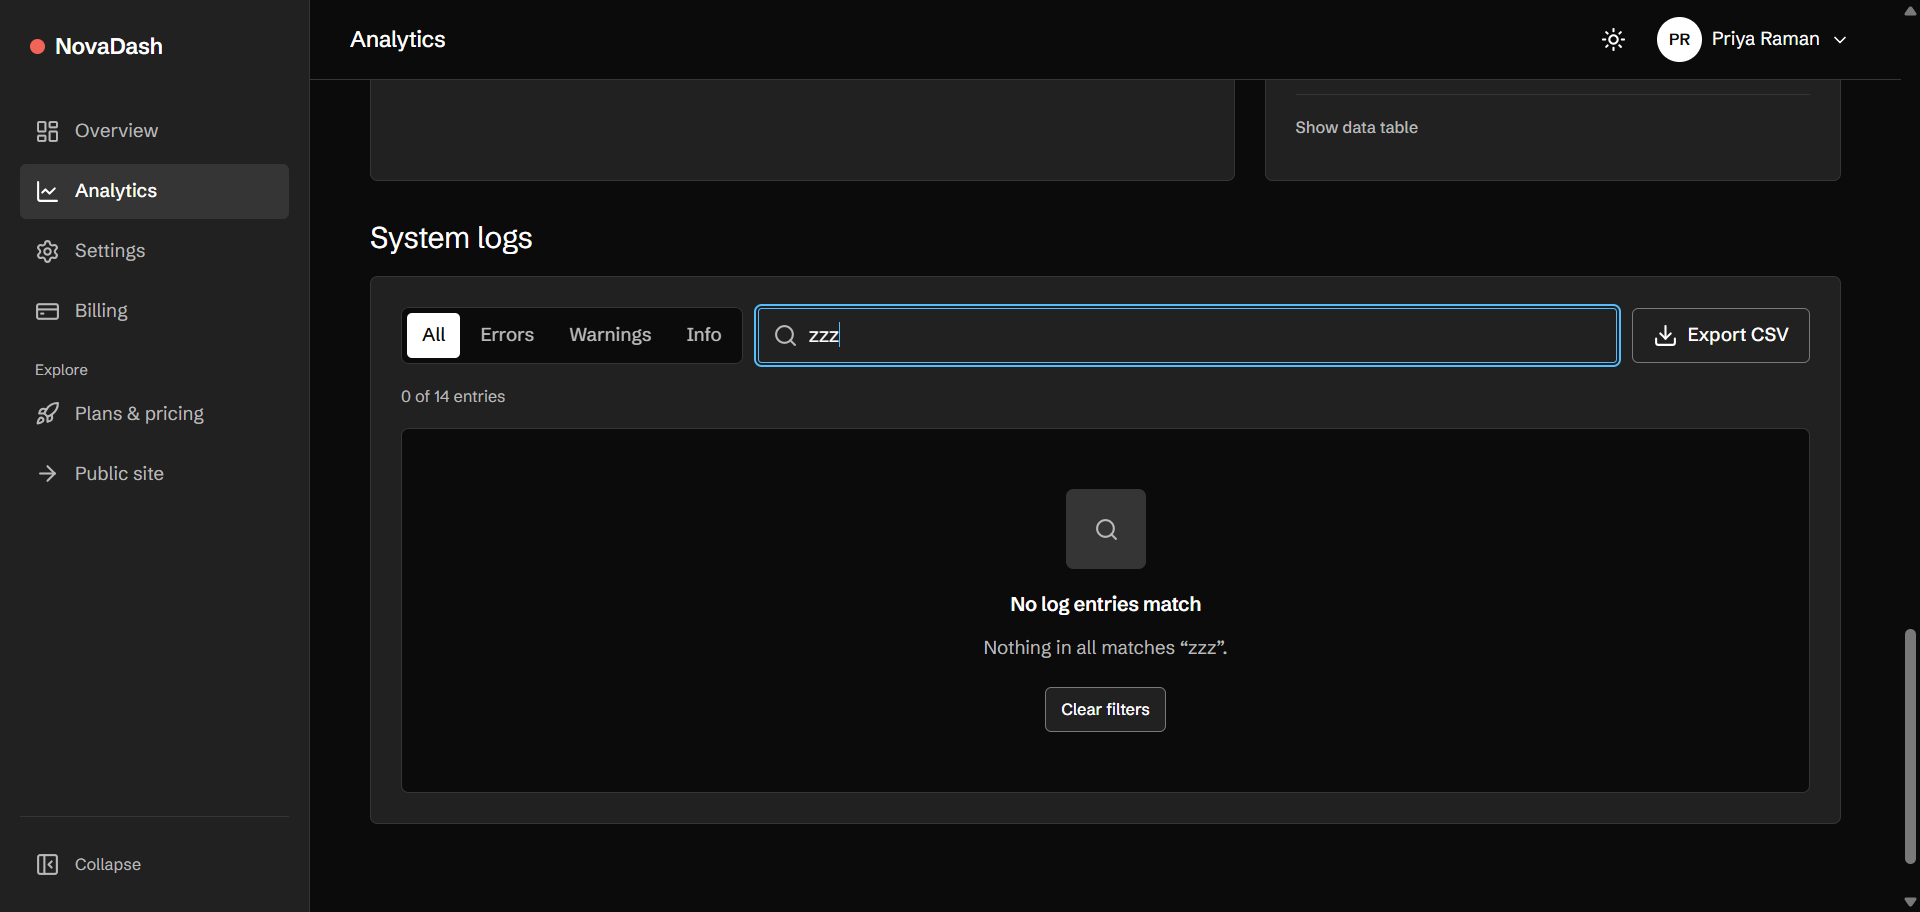 NovaDash
Overview
Analytics
Settings
Billing
Explore
Plans & pricing
Public site
Collapse
Analytics
PR Priya Raman
Show data table
System logs
All Errors Warnings Info
zzz
Export CSV
0 of 14 entries
No log entries match
Nothing in all matches “zzz”.
Clear filters